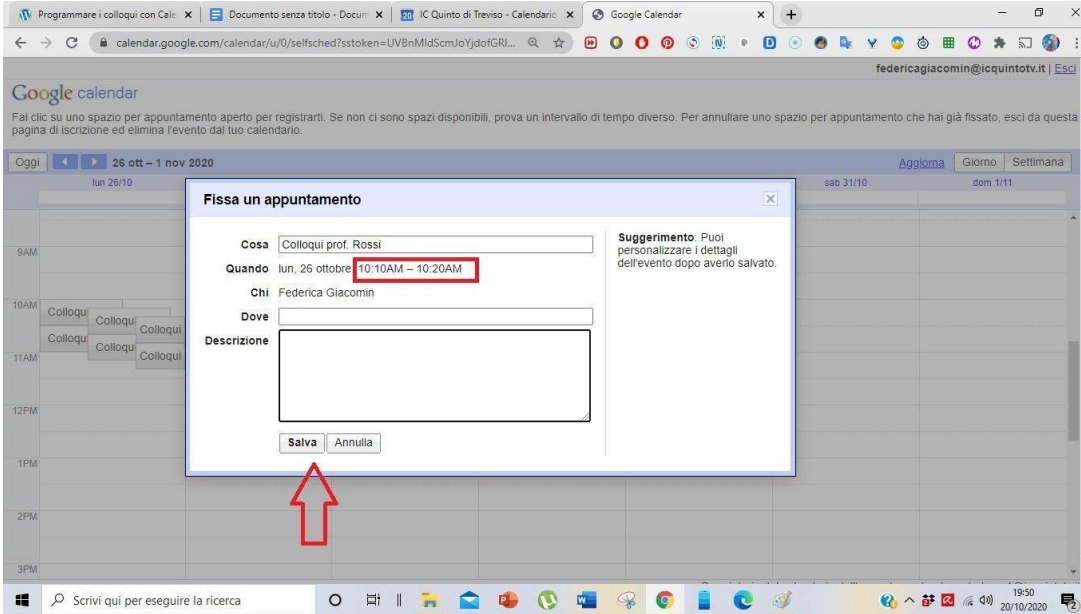 Programmare i colloqui con Cale
Documento senza titolo - Docum
20 IC Quinto di Treviso - Calendario
Google Calendar
calendar.google.com/calendar/u/0/selfsched?sstoken=UVBnMldScmJoYjdofGRl...
federicagiacomin@icquintotv.it | Esci
Google calendar
Fai clic su uno spazio per appuntamento aperto per registrarti. Se non ci sono spazi disponibili, prova un intervallo di tempo diverso. Per annullare uno spazio per appuntamento che hai già fissato, esci da questa
pagina di iscrizione ed elimina l'evento dal tuo calendario.
Oggi 26 ott – 1 nov 2020 Aggiorna Giorno Settimana
lun 26/10 sab 31/10 dom 1/11
Fissa un appuntamento
Cosa Colloqui prof. Rossi
Quando lun, 26 ottobre, 10:10AM – 10:20AM
Chi Federica Giacomin
Dove
Descrizione
Salva Annulla
Suggerimento: Puoi
personalizzare i dettagli
dell'evento dopo averlo salvato.
9AM
10AM
Colloqui
Colloqui
Colloqui
Colloqui
Colloqui
Colloqui
11AM
12PM
1PM
2PM
3PM
Scrivi qui per eseguire la ricerca
19:50
20/10/2020